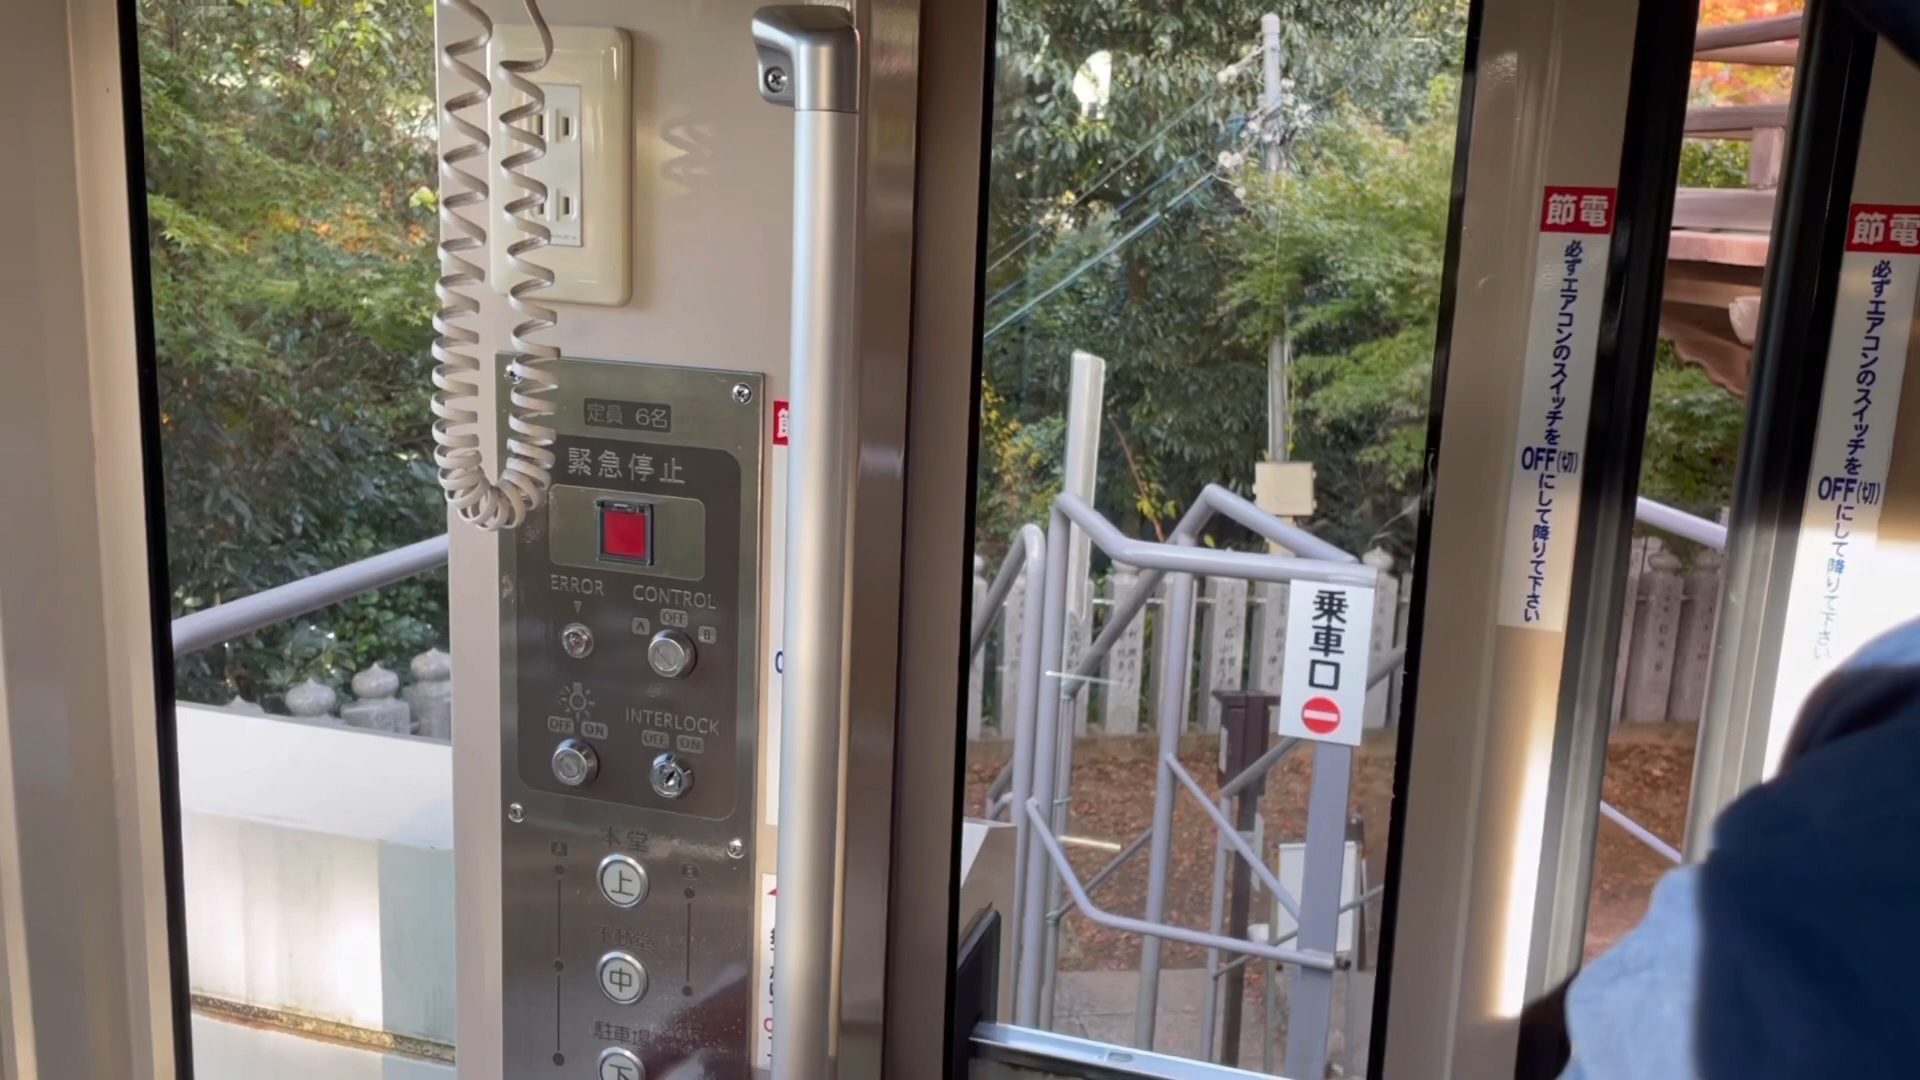 定員 6名
緊急停止
ERROR
CONTROL
A OFF B
OFF ON
INTERLOCK
OFF ON
本堂
A
B
上
不動堂
中
駐車場
下
乗車口
節電
必ずエアコンのスイッチを
OFF(切)
にして降りて下さい
節電
必ずエアコンのスイッチを
OFF(切)
にして降りて下さい